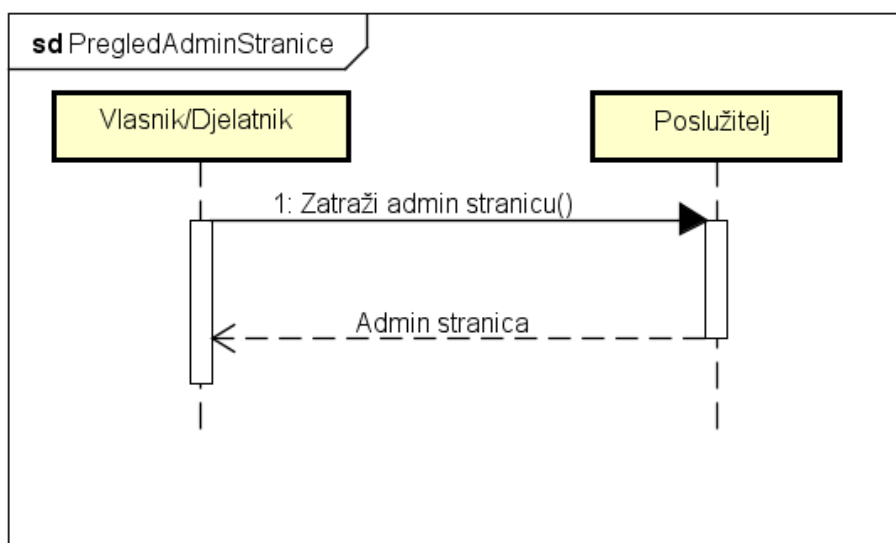 sd PregledAdminStranice
Vlasnik/Djelatnik
Poslužitelj
1: Zatraži admin stranicu()
Admin stranica